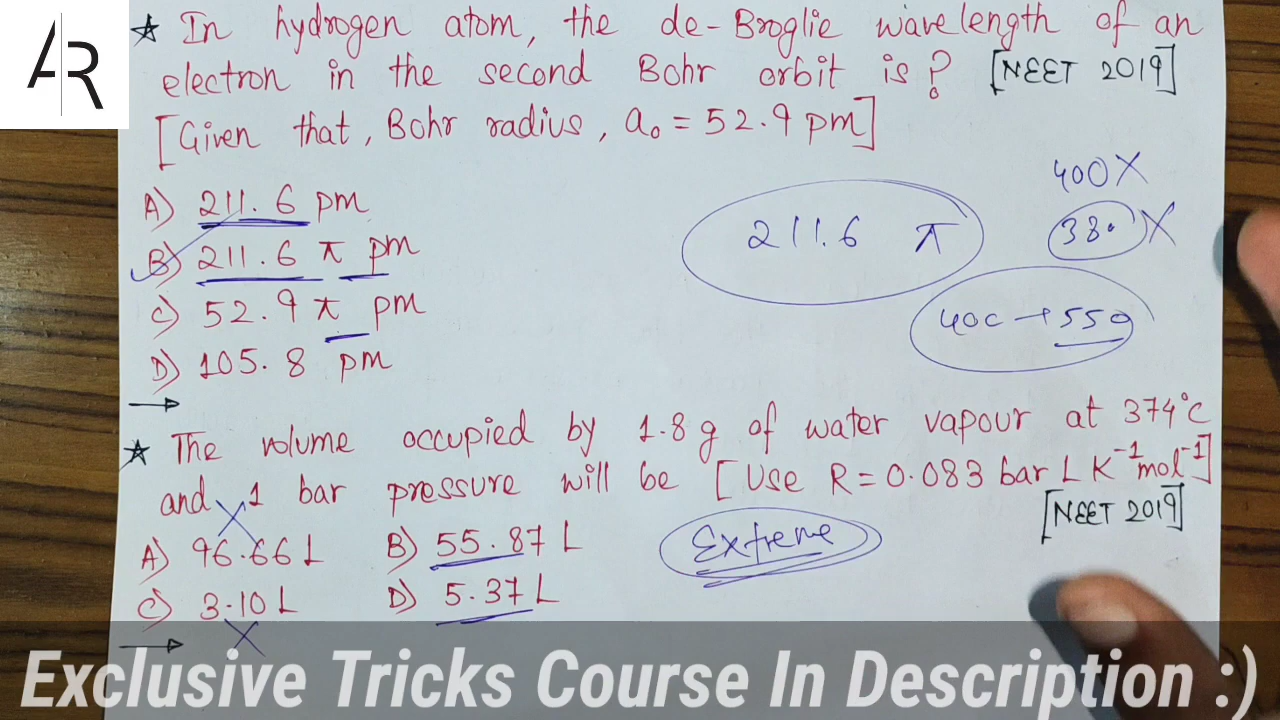 AR
★ In hydrogen atom, the de-Broglie wavelength of an
electron in the second Bohr orbit is? [NEET 2019]
[Given that, Bohr radius, a₀ = 52.9 pm]
A) 211.6 pm
B) 211.6 π pm
C) 52.9 π pm
D) 105.8 pm
211.6 π
400 X
380 X
→
★ The volume occupied by 1.8 g of water vapour at 374°C
and 1 bar pressure will be [Use R = 0.083 bar L K⁻¹ mol⁻¹]
[NEET 2019]
A) 96.66 L B) 55.87 L
C) 3.10 L D) 5.37 L
Extreme
→
Exclusive Tricks Course In Description :)